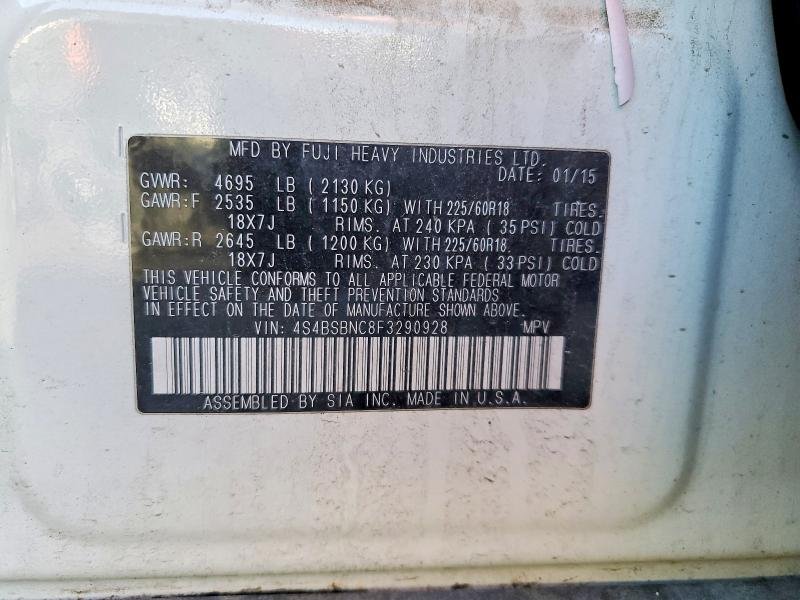 MFD BY FUJI HEAVY INDUSTRIES LTD.
DATE: 01/15
GVWR: 4695 LB ( 2130 KG)
GAWR:F 2535 LB ( 1150 KG) WITH 225/60R18 TIRES.
18X7J RIMS. AT 240 KPA ( 35 PSI) COLD
GAWR:R 2645 LB ( 1200 KG) WITH 225/60R18. TIRES.
18X7J RIMS. AT 230 KPA ( 33 PSI) COLD
THIS VEHICLE CONFORMS TO ALL APPLICABLE FEDERAL MOTOR
VEHICLE SAFETY AND THEFT PREVENTION STANDARDS
IN EFFECT ON THE DATE OF MANUFACTURE SHOWN ABOVE.
VIN: 4S4BSBNC8F3290928 MPV
ASSEMBLED BY SIA INC. MADE IN U.S.A.